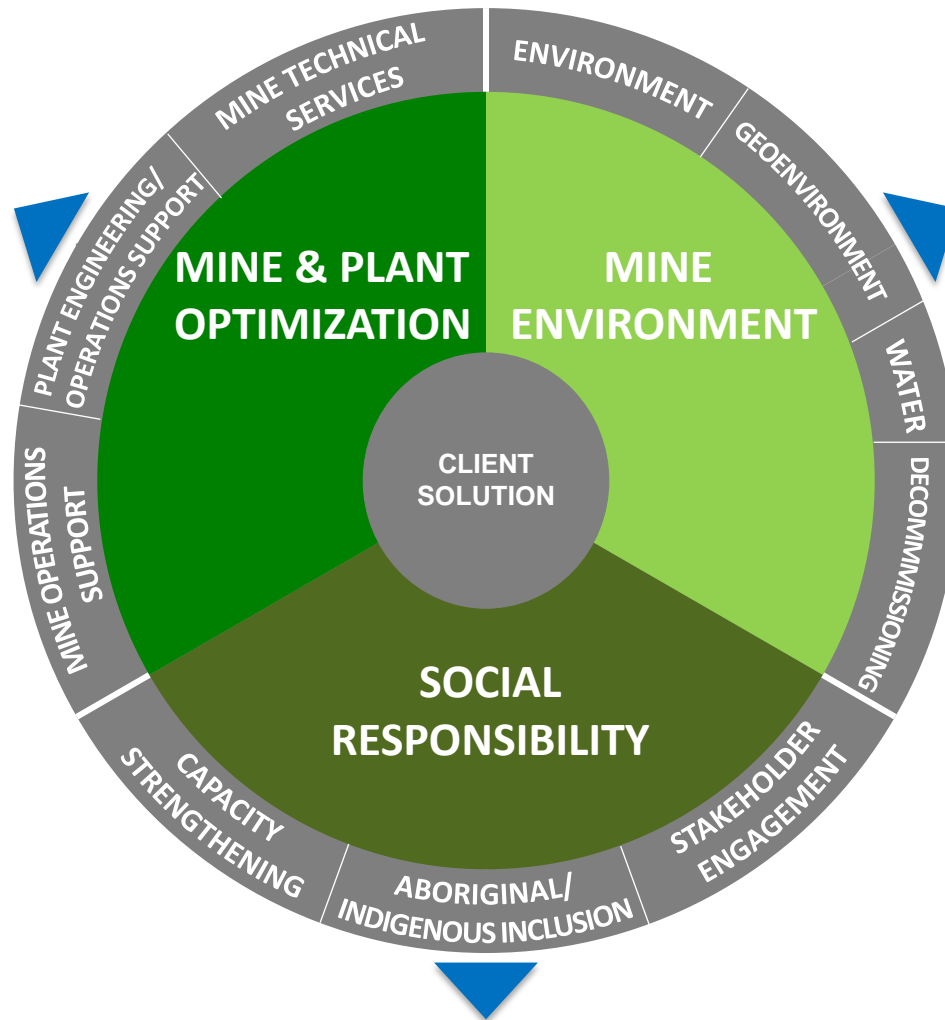 MINE TECHNICAL
SERVICES
ENVIRONMENT
GEOENVIRONMENT
WATER
DECOMMMISSIONING
STAKEHOLDER
ENGAGEMENT
ABORIGINAL/
INDIGENOUS INCLUSION
CAPACITY
STRENGTHENING
MINE OPERATIONS
SUPPORT
PLANT ENGINEERING/
OPERATIONS SUPPORT
MINE & PLANT
OPTIMIZATION
MINE
ENVIRONMENT
CLIENT
SOLUTION
SOCIAL
RESPONSIBILITY